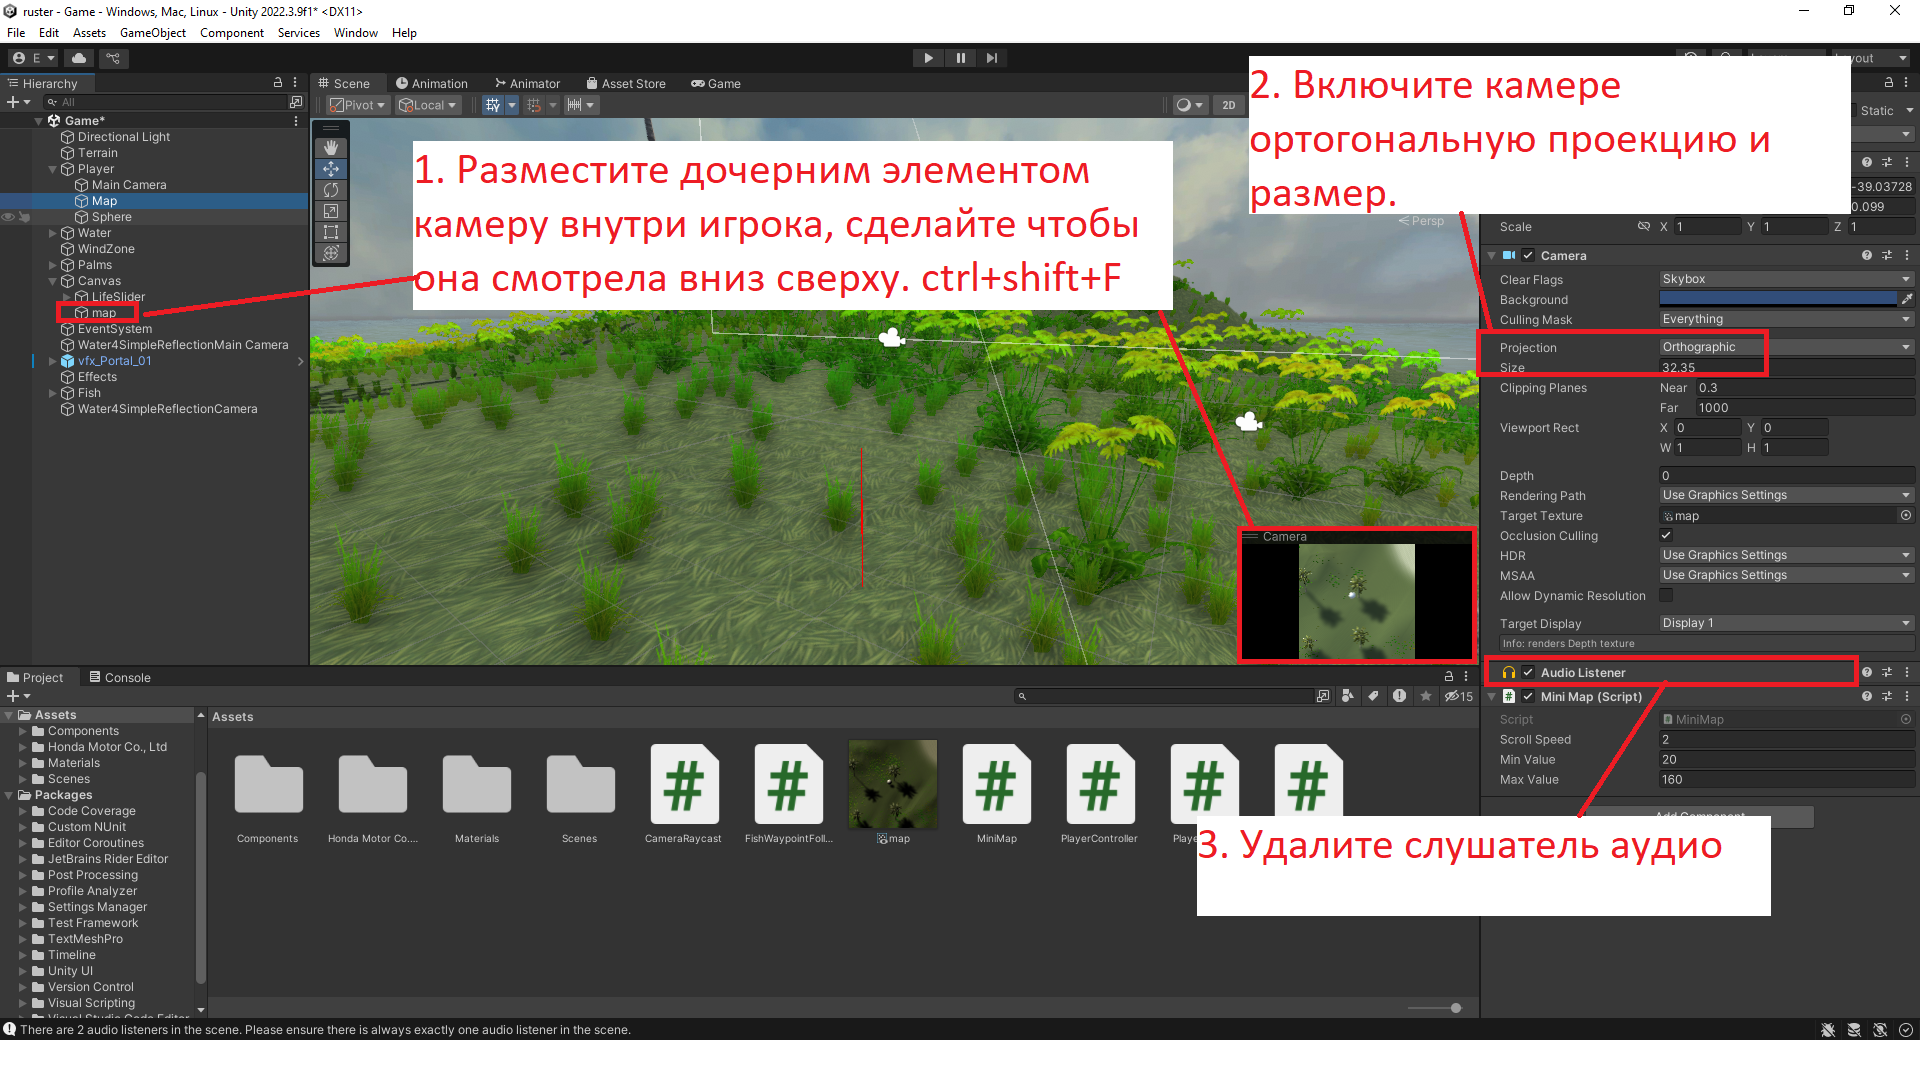 ruster - Game - Windows, Mac, Linux - Unity 2022.3.9f1* <DX11>
File Edit Assets GameObject Component Services Window Help
E
Hierarchy
All
Game*
Directional Light
Terrain
Player
Main Camera
Map
Sphere
Water
WindZone
Palms
Canvas
LifeSlider
map
EventSystem
Water4SimpleReflectionMain Camera
vfx_Portal_01
Effects
Fish
Water4SimpleReflectionCamera
Scene Animation Animator Asset Store Game
Pivot Local 2D
1. Разместите дочерним элементом
камеру внутри игрока, сделайте чтобы
она смотрела вниз сверху. ctrl+shift+F
2. Включите камере
ортогональную проекцию и
размер.
Persp
Camera
Static
-39.03728
0.099
Scale X 1 Y 1 Z 1
Camera
Clear Flags Skybox
Background
Culling Mask Everything
Projection Orthographic
Size 32.35
Clipping Planes Near 0.3
Far 1000
Viewport Rect X 0 Y 0
W 1 H 1
Depth 0
Rendering Path Use Graphics Settings
Target Texture map
Occlusion Culling
HDR Use Graphics Settings
MSAA Use Graphics Settings
Allow Dynamic Resolution
Target Display Display 1
Info: renders Depth texture
Audio Listener
# Mini Map (Script)
Script MiniMap
Scroll Speed 2
Min Value 20
Max Value 160
3. Удалите слушатель аудио
Project Console
15
Assets
Components
Honda Motor Co., Ltd
Materials
Scenes
Packages
Code Coverage
Custom NUnit
Editor Coroutines
JetBrains Rider Editor
Post Processing
Profile Analyzer
Settings Manager
Test Framework
TextMeshPro
Timeline
Unity UI
Version Control
Visual Scripting
Assets
# # # # # #
Components Honda Motor Co.... Materials Scenes CameraRaycast FishWaypointFoll... map MiniMap PlayerController
There are 2 audio listeners in the scene. Please ensure there is always exactly one audio listener in the scene.